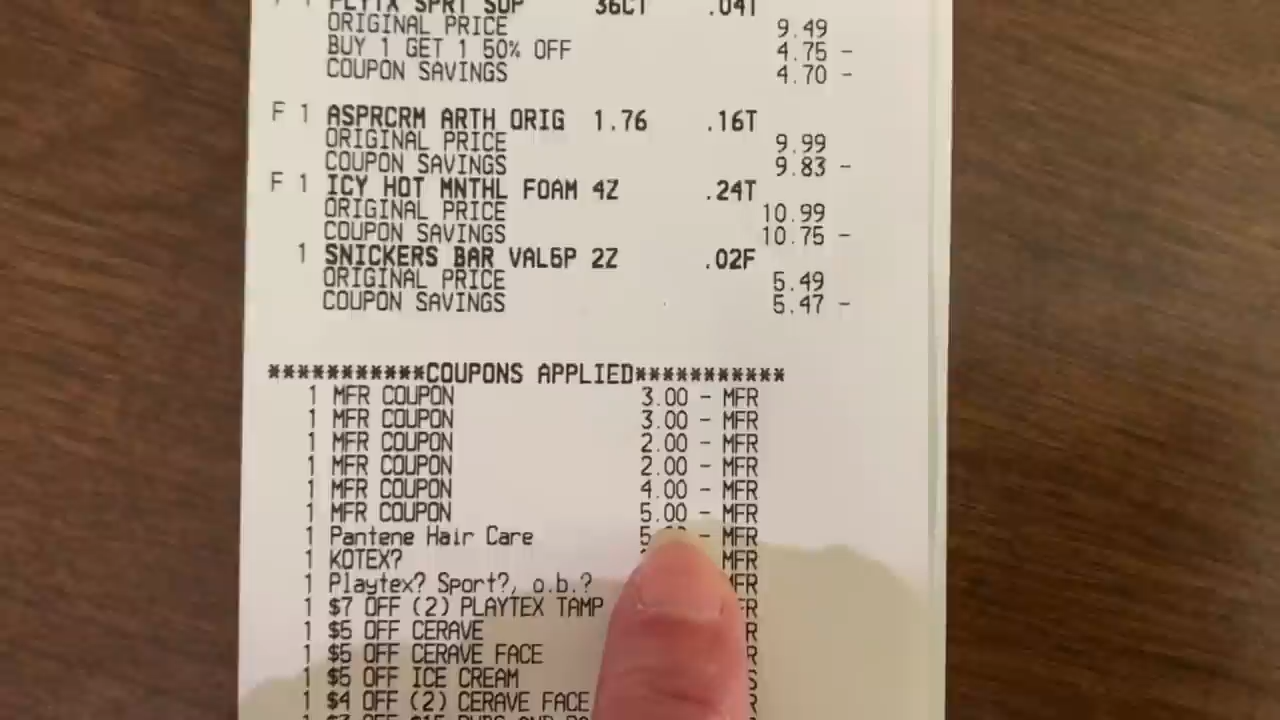 F 1 PLYTX SPRT SUP 36CT .04T
ORIGINAL PRICE 9.49
BUY 1 GET 1 50% OFF 4.75 -
COUPON SAVINGS 4.70 -
F 1 ASPRCRM ARTH ORIG 1.76 .16T
ORIGINAL PRICE 9.99
COUPON SAVINGS 9.83 -
F 1 ICY HOT MNTHL FOAM 4Z .24T
ORIGINAL PRICE 10.99
COUPON SAVINGS 10.75 -
1 SNICKERS BAR VAL6P 2Z .02F
ORIGINAL PRICE 5.49
COUPON SAVINGS 5.47 -
***********COUPONS APPLIED***********
1 MFR COUPON 3.00 - MFR
1 MFR COUPON 3.00 - MFR
1 MFR COUPON 2.00 - MFR
1 MFR COUPON 2.00 - MFR
1 MFR COUPON 4.00 - MFR
1 MFR COUPON 5.00 - MFR
1 Pantene Hair Care - MFR
1 KOTEX? MFR
1 Playtex? Sport?, o.b.?
1 $7 OFF (2) PLAYTEX TAMP
1 $5 OFF CERAVE
1 $5 OFF CERAVE FACE
1 $5 OFF ICE CREAM
1 $4 OFF (2) CERAVE FACE